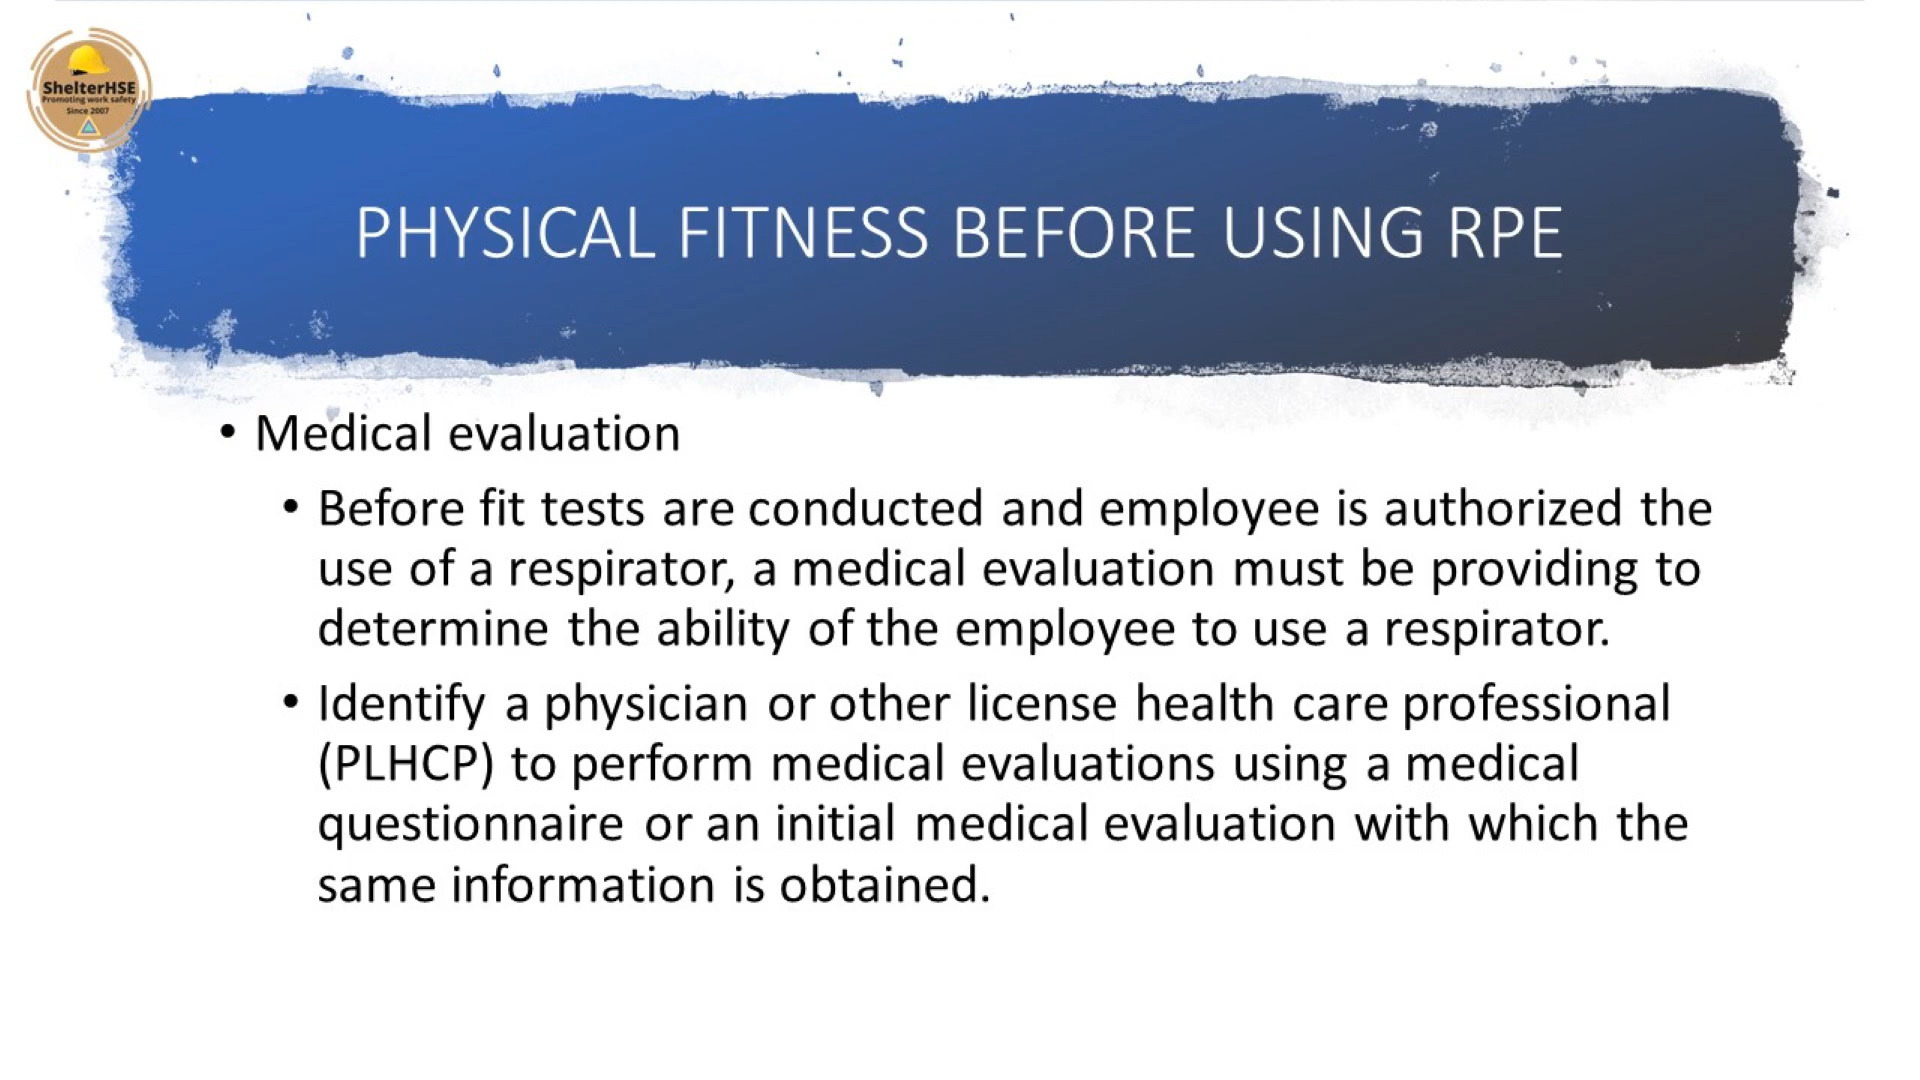 ShelterHSE
Promoting work safety
Since 2007
PHYSICAL FITNESS BEFORE USING RPE
• Medical evaluation
• Before fit tests are conducted and employee is authorized the
use of a respirator, a medical evaluation must be providing to
determine the ability of the employee to use a respirator.
• Identify a physician or other license health care professional
(PLHCP) to perform medical evaluations using a medical
questionnaire or an initial medical evaluation with which the
same information is obtained.